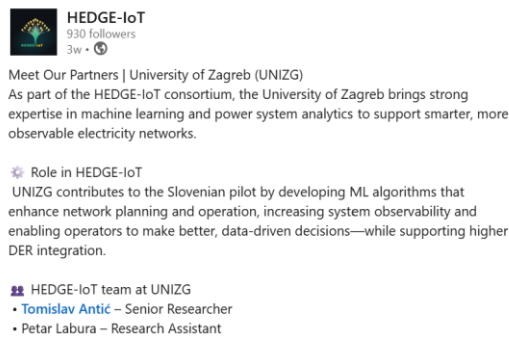 HEDGE-IoT
930 followers
3w •
Meet Our Partners | University of Zagreb (UNIZG)
As part of the HEDGE-IoT consortium, the University of Zagreb brings strong
expertise in machine learning and power system analytics to support smarter, more
observable electricity networks.
Role in HEDGE-IoT
UNIZG contributes to the Slovenian pilot by developing ML algorithms that
enhance network planning and operation, increasing system observability and
enabling operators to make better, data-driven decisions—while supporting higher
DER integration.
HEDGE-IoT team at UNIZG
• Tomislav Antić – Senior Researcher
• Petar Labura – Research Assistant